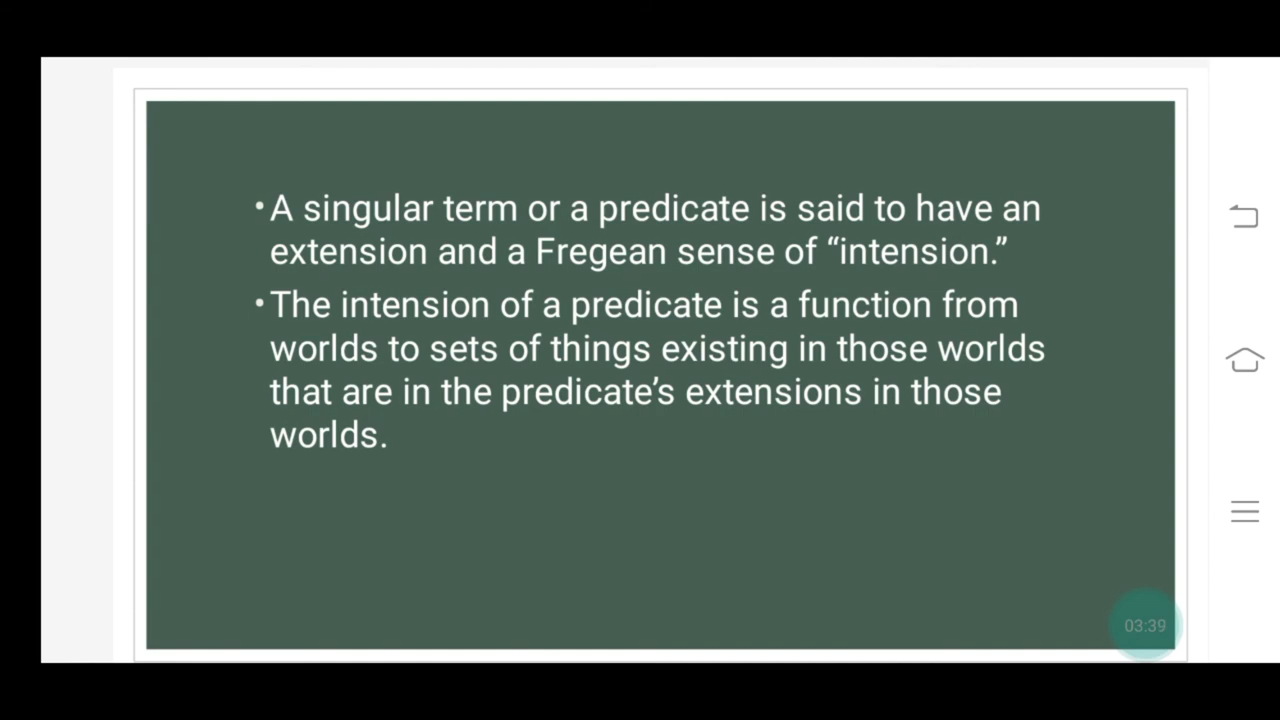 •A singular term or a predicate is said to have an
extension and a Fregean sense of “intension.”
•The intension of a predicate is a function from
worlds to sets of things existing in those worlds
that are in the predicate’s extensions in those
worlds.
03:39